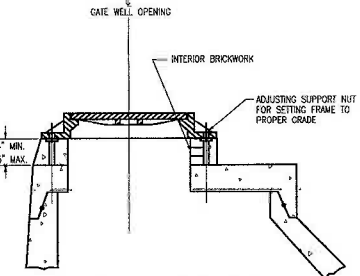 GATE WELL OPENING
INTERIOR BRICKWORK
ADJUSTING SUPPORT NUT
FOR SETTING FRAME TO
PROPER GRADE
" MIN.
" MAX.